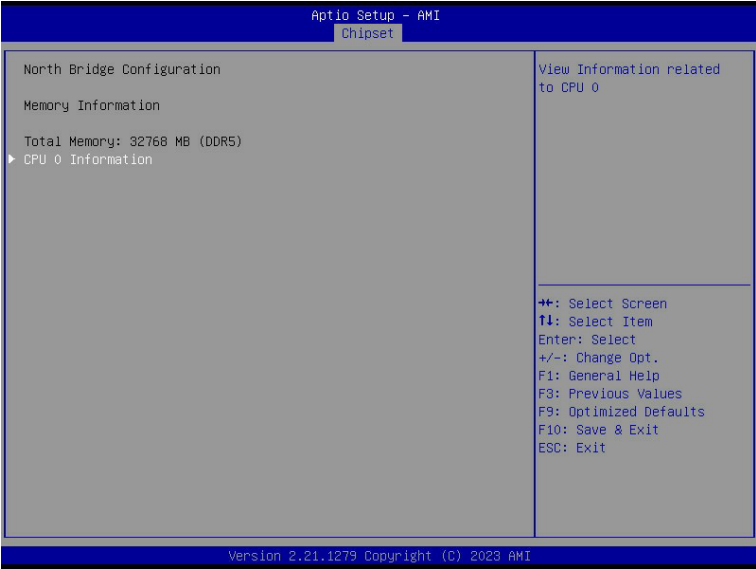 Aptio Setup – AMI
Chipset
North Bridge Configuration
Memory Information
Total Memory: 32768 MB (DDR5)
CPU 0 Information
View Information related
to CPU 0
→←: Select Screen
↑↓: Select Item
Enter: Select
+/-: Change Opt.
F1: General Help
F3: Previous Values
F9: Optimized Defaults
F10: Save & Exit
ESC: Exit
Version 2.21.1279 Copyright (C) 2023 AMI